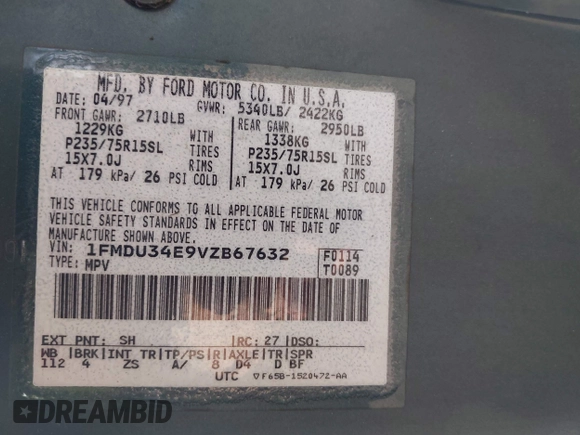 MFD. BY FORD MOTOR CO. IN U.S.A.
DATE: 04/97 GVWR: 5340LB/ 2422KG
FRONT GAWR: 2710LB REAR GAWR: 2950LB
1229KG WITH 1338KG WITH
P235/75R15SL TIRES P235/75R15SL TIRES
15X7.0J RIMS 15X7.0J RIMS
AT 179 kPa/ 26 PSI COLD AT 179 kPa/ 26 PSI COLD
THIS VEHICLE CONFORMS TO ALL APPLICABLE FEDERAL MOTOR
VEHICLE SAFETY STANDARDS IN EFFECT ON THE DATE OF
MANUFACTURE SHOWN ABOVE.
VIN: 1FMDU34E9VZB67632 F0114
TYPE: MPV T0089
EXT PNT: SH RC: 27 DSO:
WB BRK INT TR TP/PS R AXLE TR SPR
112 4 ZS A/ 8 D4 D BF
UTC ▽F65B-1520472-AA
DREAMBID